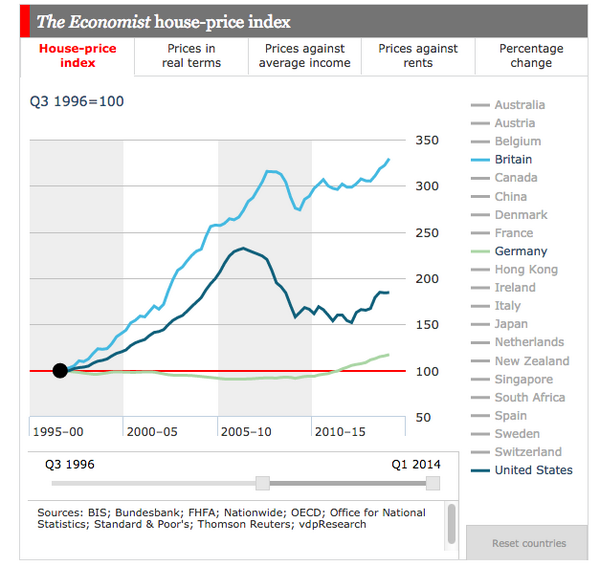 The Economist house-price index
House-price index
Prices in real terms
Prices against average income
Prices against rents
Percentage change
Q3 1996=100
350
300
250
200
150
100
50
1995–00
2000–05
2005–10
2010–15
Q3 1996
Q1 2014
Sources: BIS; Bundesbank; FHFA; Nationwide; OECD; Office for National
Statistics; Standard & Poor's; Thomson Reuters; vdpResearch
Australia
Austria
Belgium
Britain
Canada
China
Denmark
France
Germany
Hong Kong
Ireland
Italy
Japan
Netherlands
New Zealand
Singapore
South Africa
Spain
Sweden
Switzerland
United States
Reset countries